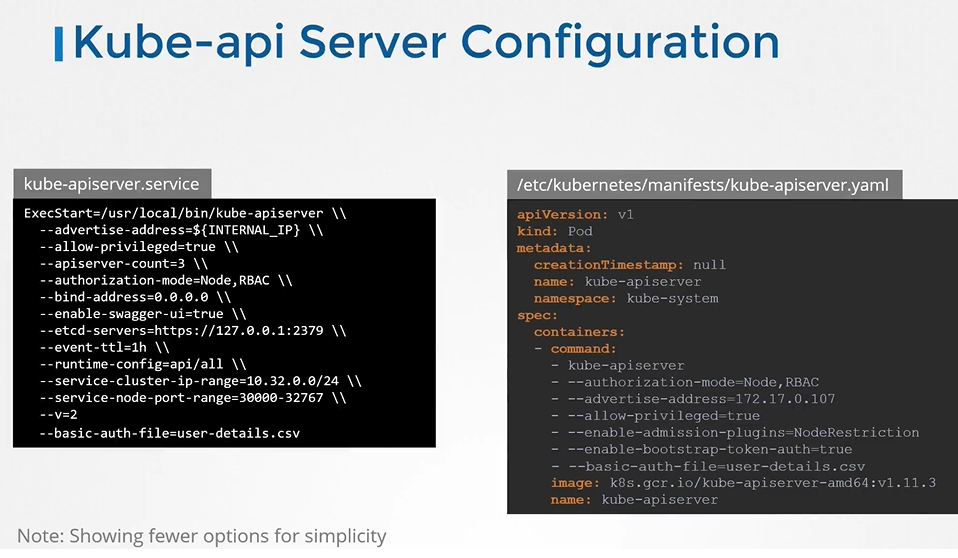 Kube-api Server Configuration
kube-apiserver.service
ExecStart=/usr/local/bin/kube-apiserver \\
--advertise-address=${INTERNAL_IP} \\
--allow-privileged=true \\
--apiserver-count=3 \\
--authorization-mode=Node,RBAC \\
--bind-address=0.0.0.0 \\
--enable-swagger-ui=true \\
--etcd-servers=https://127.0.0.1:2379 \\
--event-ttl=1h \\
--runtime-config=api/all \\
--service-cluster-ip-range=10.32.0.0/24 \\
--service-node-port-range=30000-32767 \\
--v=2
--basic-auth-file=user-details.csv
/etc/kubernetes/manifests/kube-apiserver.yaml
apiVersion: v1
kind: Pod
metadata:
creationTimestamp: null
name: kube-apiserver
namespace: kube-system
spec:
containers:
- command:
- kube-apiserver
- --authorization-mode=Node,RBAC
- --advertise-address=172.17.0.107
- --allow-privileged=true
- --enable-admission-plugins=NodeRestriction
- --enable-bootstrap-token-auth=true
- --basic-auth-file=user-details.csv
image: k8s.gcr.io/kube-apiserver-amd64:v1.11.3
name: kube-apiserver
Note: Showing fewer options for simplicity